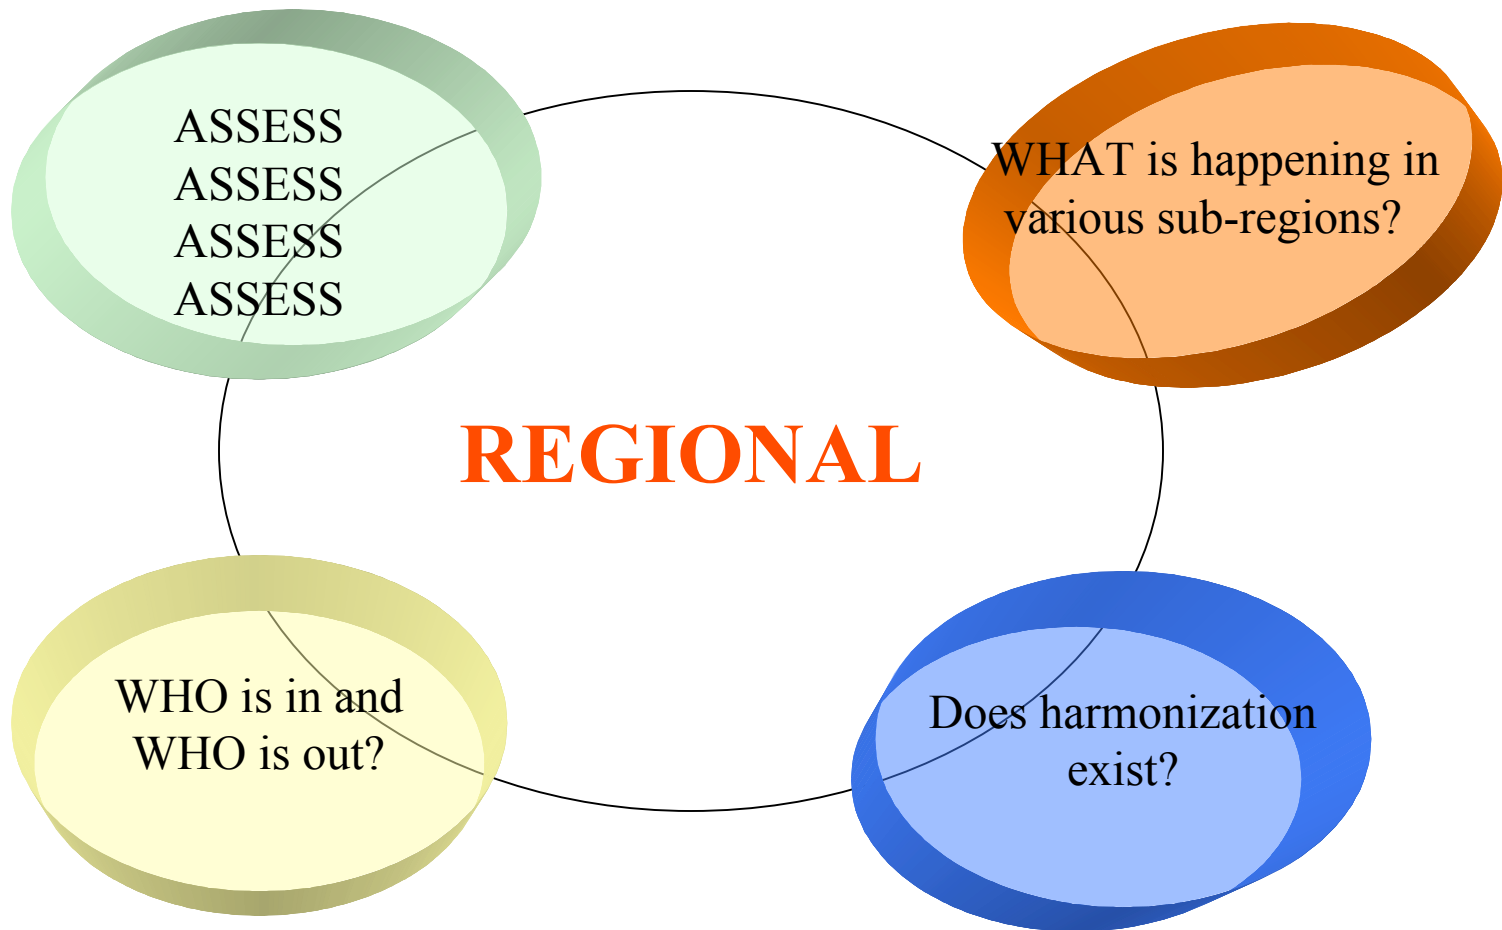 ASSESS
ASSESS
ASSESS
ASSESS
WHAT is happening in
various sub-regions?
REGIONAL
WHO is in and
WHO is out?
Does harmonization
exist?